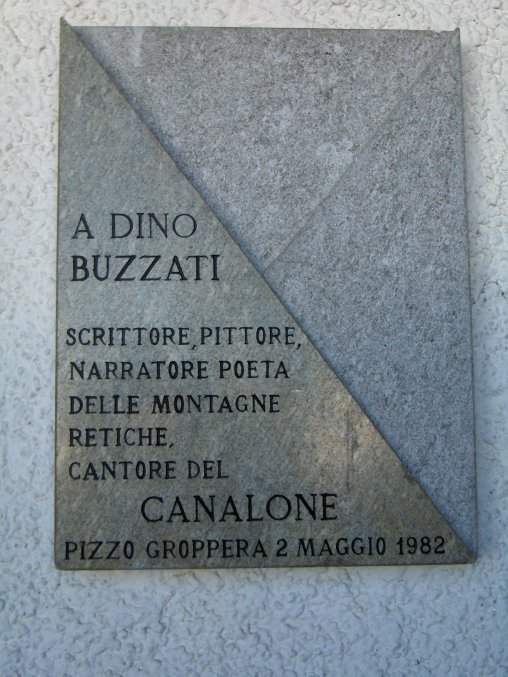 A DINO
BUZZATI
SCRITTORE, PITTORE,
NARRATORE POETA
DELLE MONTAGNE
RETICHE,
CANTORE DEL
CANALONE
PIZZO GROPPERA 2 MAGGIO 1982